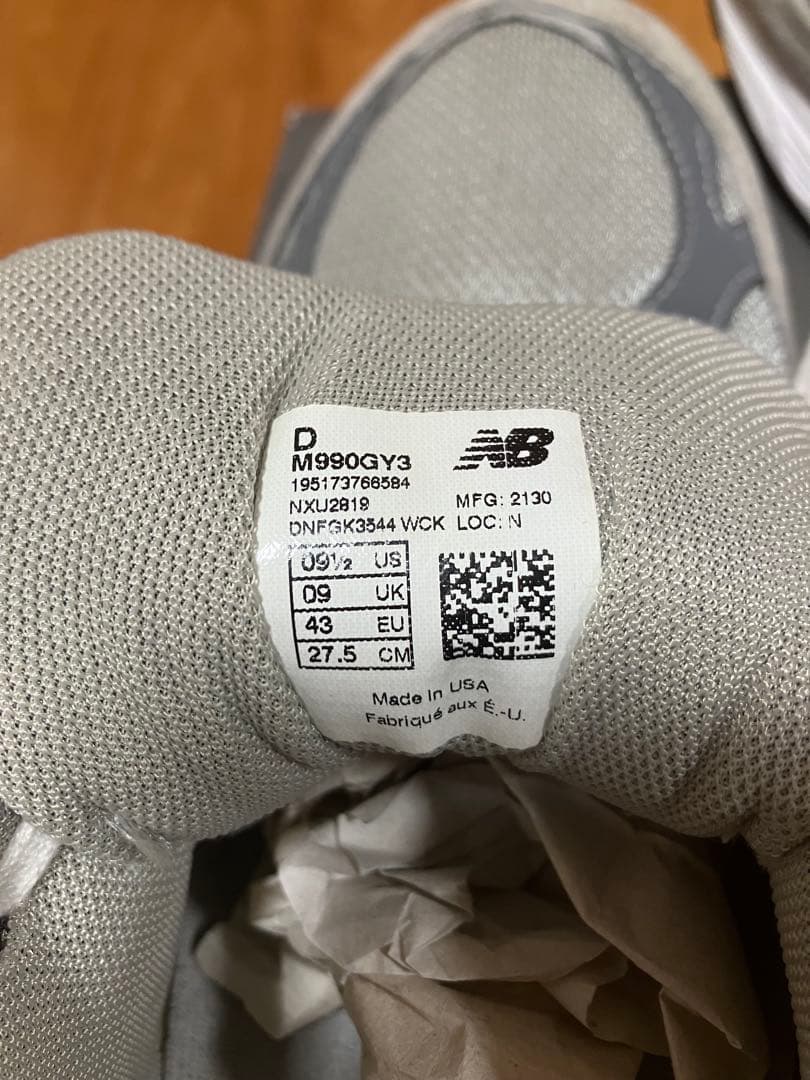 D
M990GY3
195173766584
NXU2819 MFG: 2130
DNFGK3544 WCK LOC: N
09½ US
09 UK
43 EU
27.5 CM
NB
Made in USA
Fabriqué aux É.-U.